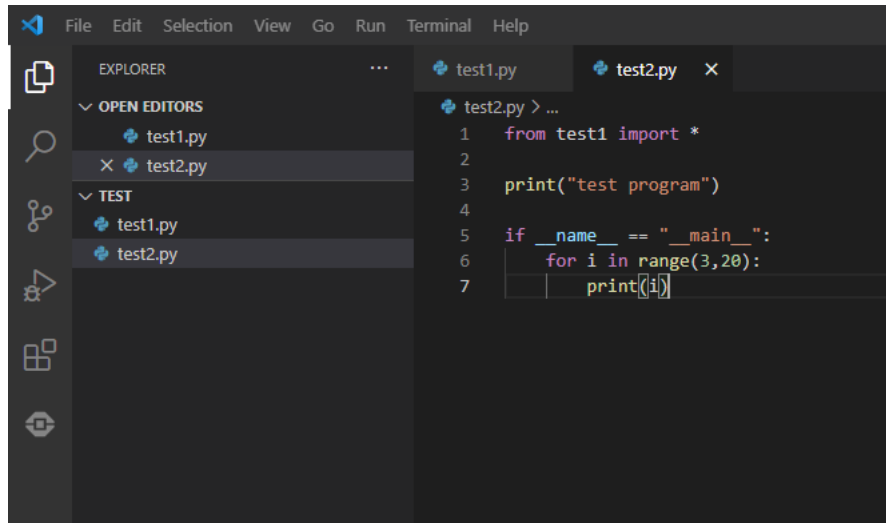 File Edit Selection View Go Run Terminal Help
EXPLORER ...
OPEN EDITORS
test1.py
test2.py
TEST
test1.py
test2.py
test1.py test2.py
test2.py > ...
1 from test1 import *
2
3 print("test program")
4
5 if __name__ == "__main__":
6 for i in range(3,20):
7 print(i)